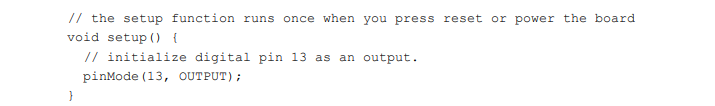 // the setup function runs once when you press reset or power the board
void setup() {
  // initialize digital pin 13 as an output.
  pinMode(13, OUTPUT);
}